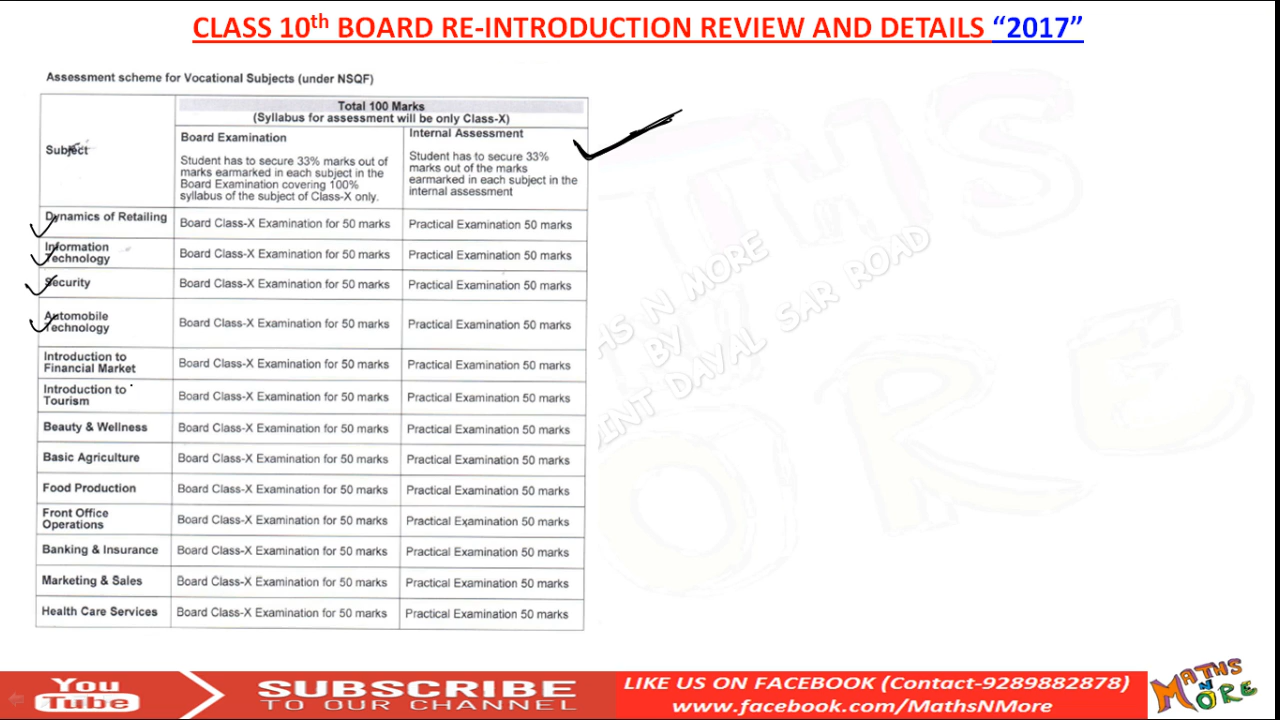 CLASS 10th BOARD RE-INTRODUCTION REVIEW AND DETAILS “2017”
Assessment scheme for Vocational Subjects (under NSQF)
Subject
Total 100 Marks
(Syllabus for assessment will be only Class-X)
Board Examination
Student has to secure 33% marks out of
marks earmarked in each subject in the
Board Examination covering 100%
syllabus of the subject of Class-X only.
Internal Assessment
Student has to secure 33%
marks out of the marks
earmarked in each subject in the
internal assessment
Dynamics of Retailing Board Class-X Examination for 50 marks Practical Examination 50 marks
Information
Technology Board Class-X Examination for 50 marks Practical Examination 50 marks
Security Board Class-X Examination for 50 marks Practical Examination 50 marks
Automobile
Technology Board Class-X Examination for 50 marks Practical Examination 50 marks
Introduction to
Financial Market Board Class-X Examination for 50 marks Practical Examination 50 marks
Introduction to
Tourism Board Class-X Examination for 50 marks Practical Examination 50 marks
Beauty & Wellness Board Class-X Examination for 50 marks Practical Examination 50 marks
Basic Agriculture Board Class-X Examination for 50 marks Practical Examination 50 marks
Food Production Board Class-X Examination for 50 marks Practical Examination 50 marks
Front Office
Operations Board Class-X Examination for 50 marks Practical Examination 50 marks
Banking & Insurance Board Class-X Examination for 50 marks Practical Examination 50 marks
Marketing & Sales Board Class-X Examination for 50 marks Practical Examination 50 marks
Health Care Services Board Class-X Examination for 50 marks Practical Examination 50 marks
N MORE
BY
DAYAL SAR ROAD
You
Tube
SUBSCRIBE
TO OUR CHANNEL
LIKE US ON FACEBOOK (Contact-9289882878)
www.facebook.com/MathsNMore
MATHS
N
MORE